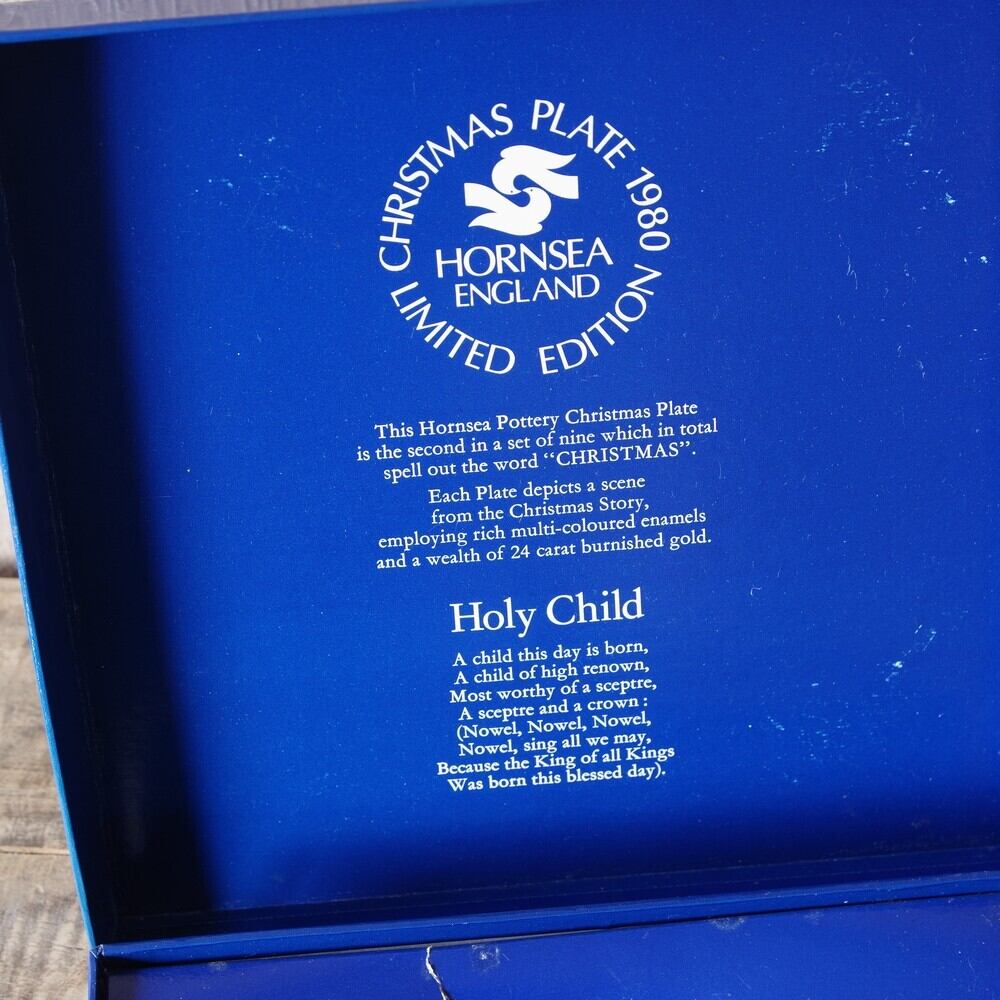 CHRISTMAS PLATE 1980
HORNSEA
ENGLAND
LIMITED EDITION
This Hornsea Pottery Christmas Plate
is the second in a set of nine which in total
spell out the word “CHRISTMAS”.
Each Plate depicts a scene
from the Christmas Story,
employing rich multi-coloured enamels
and a wealth of 24 carat burnished gold.
Holy Child
A child this day is born,
A child of high renown,
Most worthy of a sceptre,
A sceptre and a crown :
(Nowel, Nowel, Nowel,
Nowel, sing all we may,
Because the King of all Kings
Was born this blessed day).